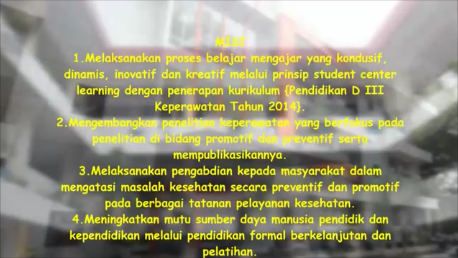 MISI
1.Melaksanakan proses belajar mengajar yang kondusif,
dinamis, inovatif dan kreatif melalui prinsip student center
learning dengan penerapan kurikulum {Pendidikan D III
Keperawatan Tahun 2014}.
2.Mengembangkan penelitian keperawatan yang berfokus pada
penelitian di bidang promotif dan preventif serta
mempublikasikannya.
3.Melaksanakan pengabdian kepada masyarakat dalam
mengatasi masalah kesehatan secara preventif dan promotif
pada berbagai tatanan pelayanan kesehatan.
4.Meningkatkan mutu sumber daya manusia pendidik dan
kependidikan melalui pendidikan formal berkelanjutan dan
pelatihan.